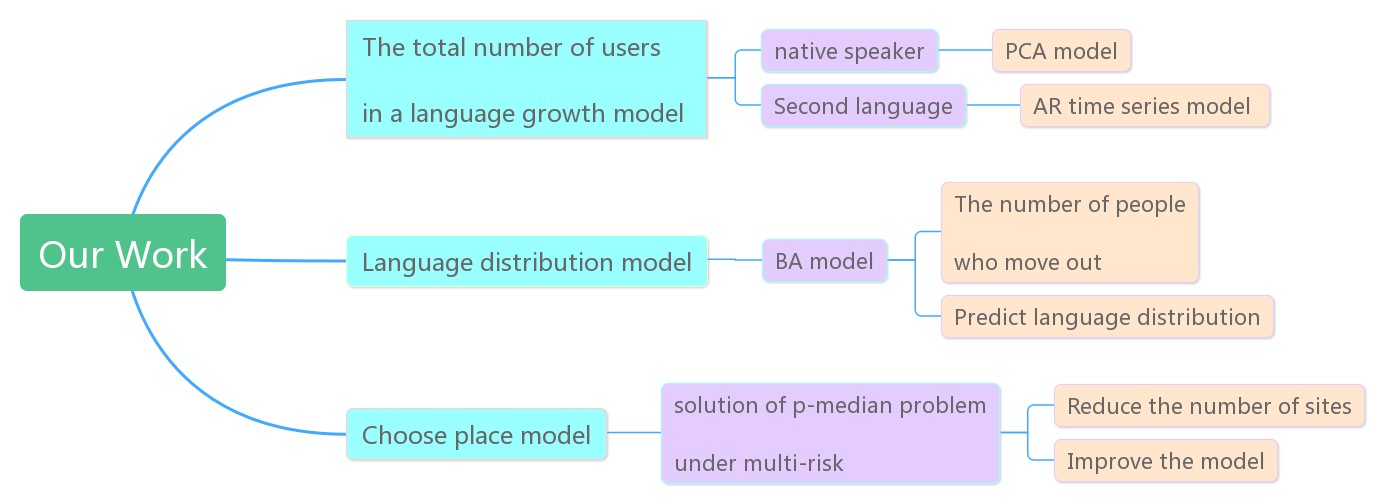 Our Work
The total number of users
in a language growth model
native speaker
PCA model
Second language
AR time series model
Language distribution model
BA model
The number of people
who move out
Predict language distribution
Choose place model
solution of p-median problem
under multi-risk
Reduce the number of sites
Improve the model